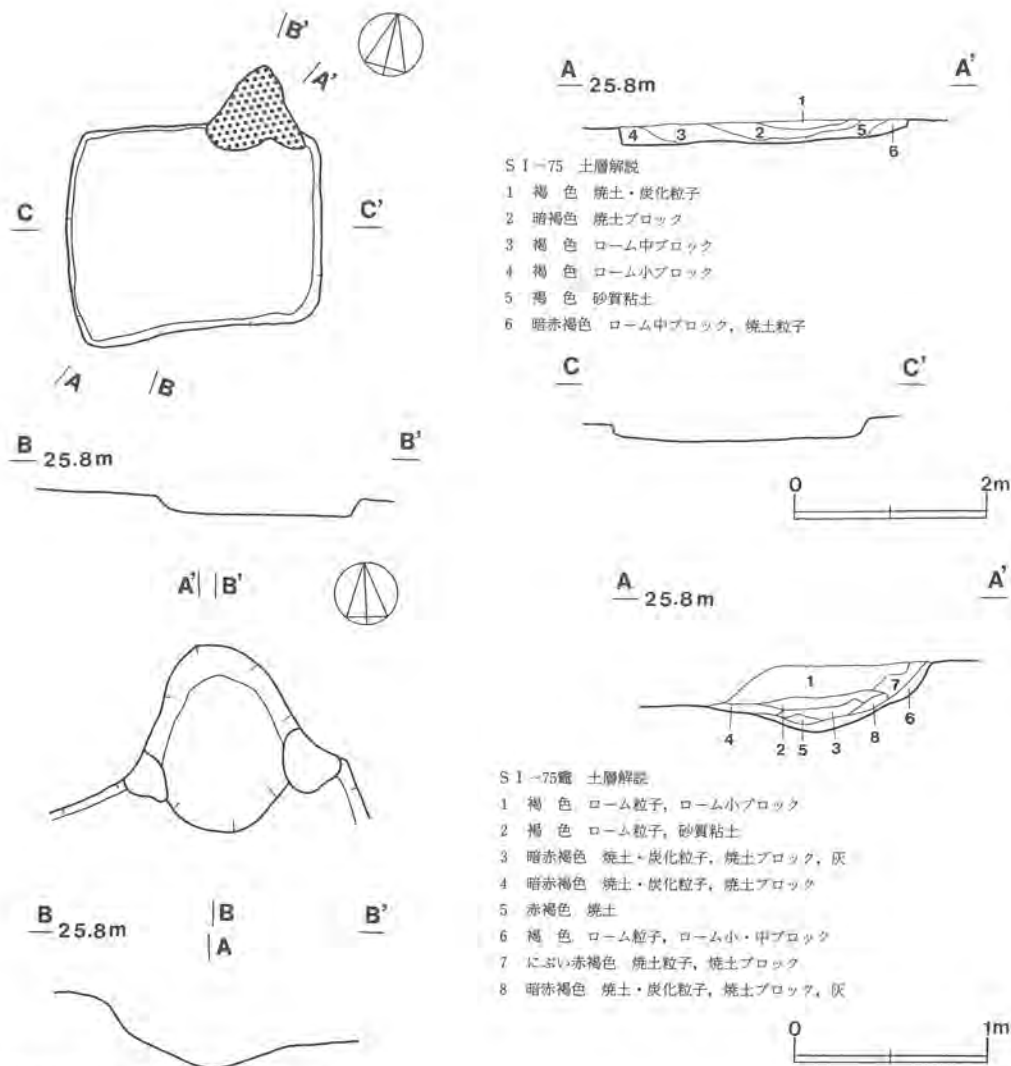 B'
A'
C
C'
A
B
B 25.8m
B'
A 25.8m
A'
1
4
3
2
5
6
SI-75 土層解説
1 褐色 焼土・炭化粒子
2 暗褐色 焼土ブロック
3 褐色 ローム中ブロック
4 褐色 ローム小ブロック
5 褐色 砂質粘土
6 暗赤褐色 ローム中ブロック，焼土粒子
C
C'
0
2m
A' B'
B
A
B 25.8m
B'
A 25.8m
A'
1
7
4
2
5
3
8
6
SI-75竈 土層解説
1 褐色 ローム粒子，ローム小ブロック
2 褐色 ローム粒子，砂質粘土
3 暗赤褐色 焼土・炭化粒子，焼土ブロック，灰
4 暗赤褐色 焼土・炭化粒子，焼土ブロック
5 赤褐色 焼土
6 褐色 ローム粒子，ローム小・中ブロック
7 にぶい赤褐色 焼土粒子，焼土ブロック
8 暗赤褐色 焼土・炭化粒子，焼土ブロック，灰
0
1m